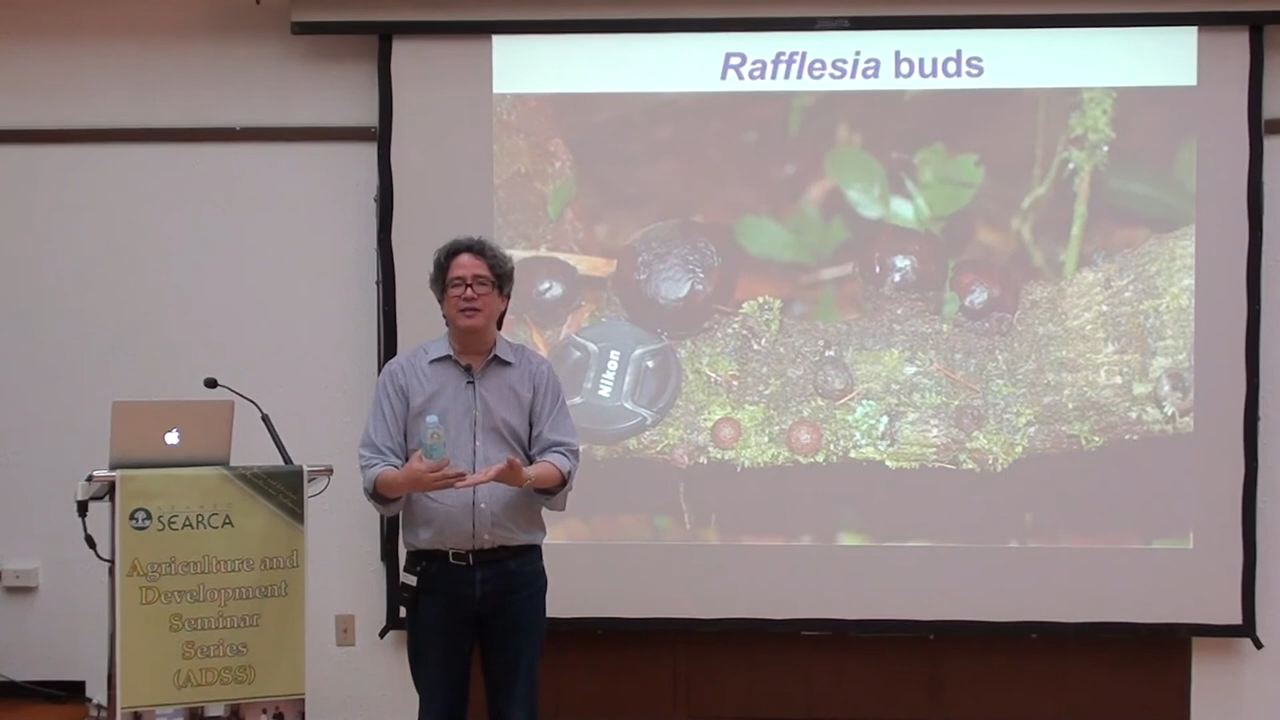 Rafflesia buds
Nikon
SEARCA
Agriculture and
Development
Seminar
Series
(ADSS)